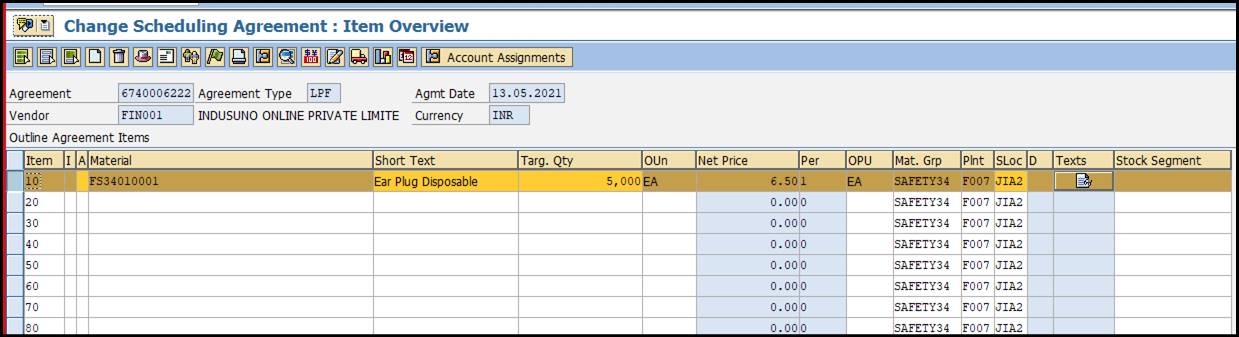 Change Scheduling Agreement : Item Overview
Account Assignments
Agreement 6740006222 Agreement Type LPF Agmt Date 13.05.2021
Vendor FIN001 INDUSUNO ONLINE PRIVATE LIMITE Currency INR
Outline Agreement Items
Item I A Material Short Text Targ. Qty OUn Net Price Per OPU Mat. Grp Plnt SLoc D Texts Stock Segment
10 FS34010001 Ear Plug Disposable 5,000 EA 6.50 1 EA SAFETY34 F007 JIA2
20 0.00 0 SAFETY34 F007 JIA2
30 0.00 0 SAFETY34 F007 JIA2
40 0.00 0 SAFETY34 F007 JIA2
50 0.00 0 SAFETY34 F007 JIA2
60 0.00 0 SAFETY34 F007 JIA2
70 0.00 0 SAFETY34 F007 JIA2
80 0.00 0 SAFETY34 F007 JIA2